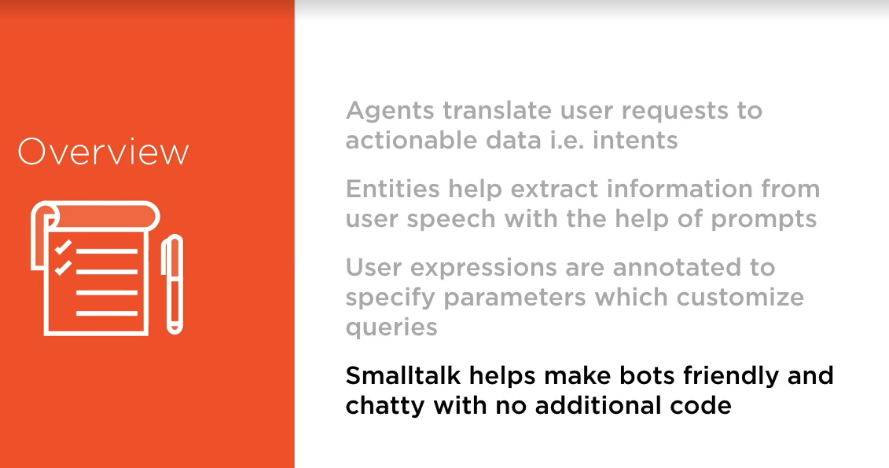 Overview
Agents translate user requests to
actionable data i.e. intents
Entities help extract information from
user speech with the help of prompts
User expressions are annotated to
specify parameters which customize
queries
Smalltalk helps make bots friendly and
chatty with no additional code